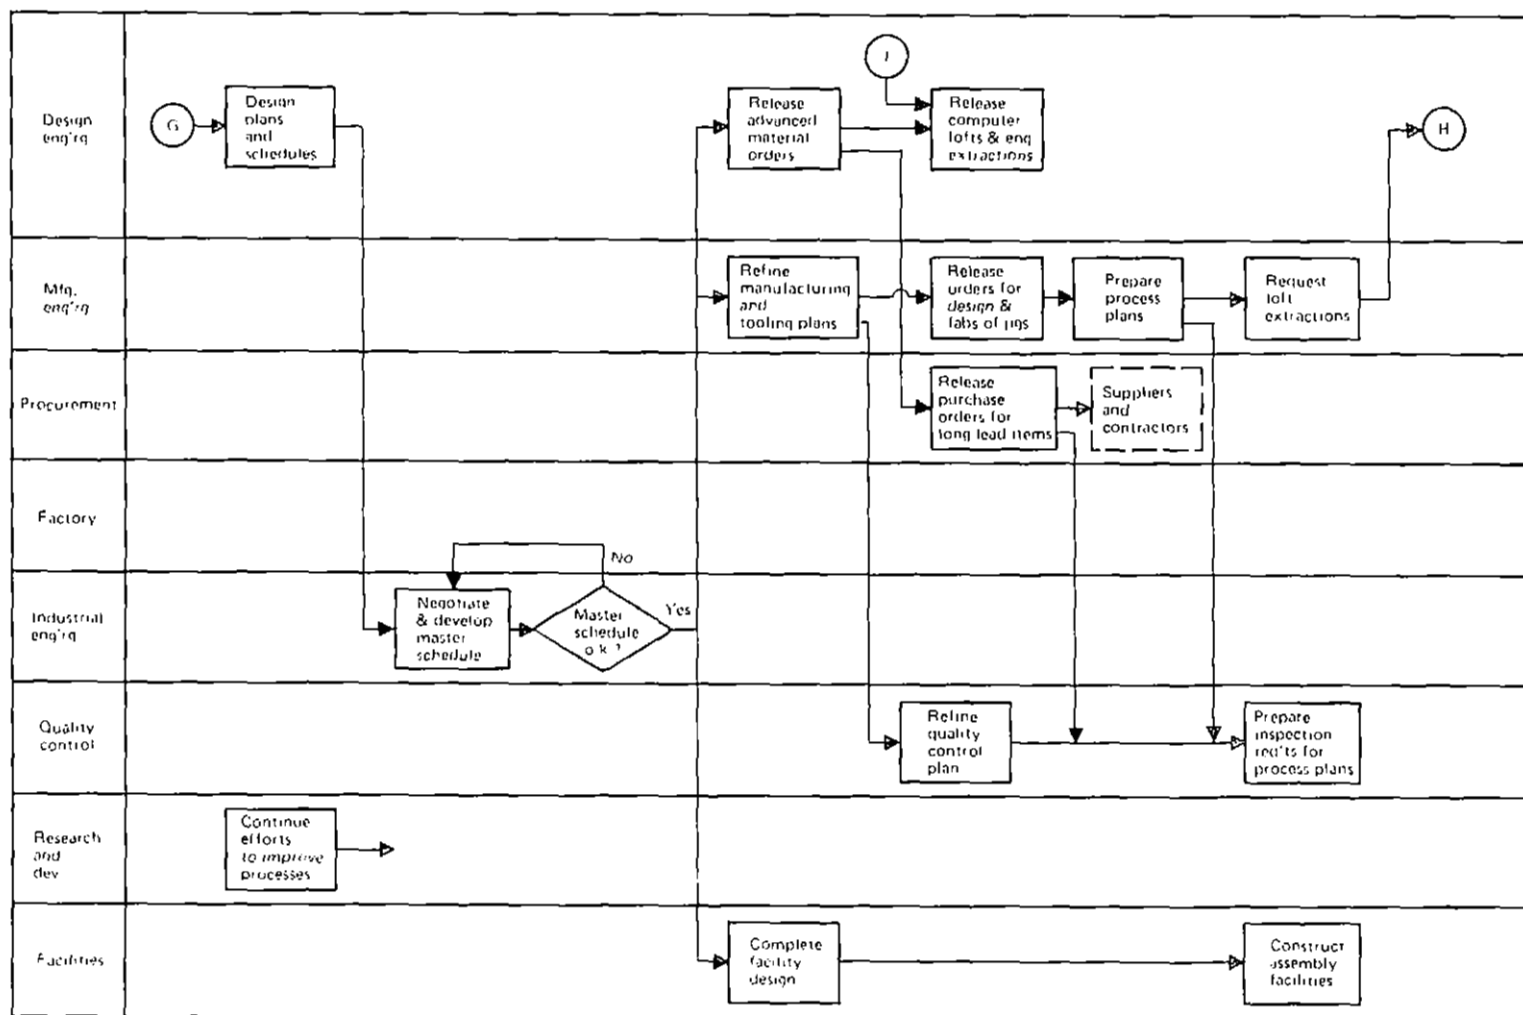 Design
eng'rg
G
Design
plans
and
schedules
Release
advanced
material
orders
Release
computer
lofts & eng
extractions
H
Mfg.
eng'rg
Refine
manufacturing
and
tooling plans
Release
orders for
design &
fabs of jigs
Prepare
process
plans
Request
loft
extractions
Procurement
Release
purchase
orders for
long lead items
Suppliers
and
contractors
Factory
No
Industrial
eng'rg
Negotiate
& develop
master
schedule
Master
schedule
o.k.?
Yes
Quality
control
Refine
quality
control
plan
Prepare
inspection
req'ts for
process plans
Research
and
dev
Continue
efforts
to improve
processes
Facilities
Complete
facility
design
Construct
assembly
facilities